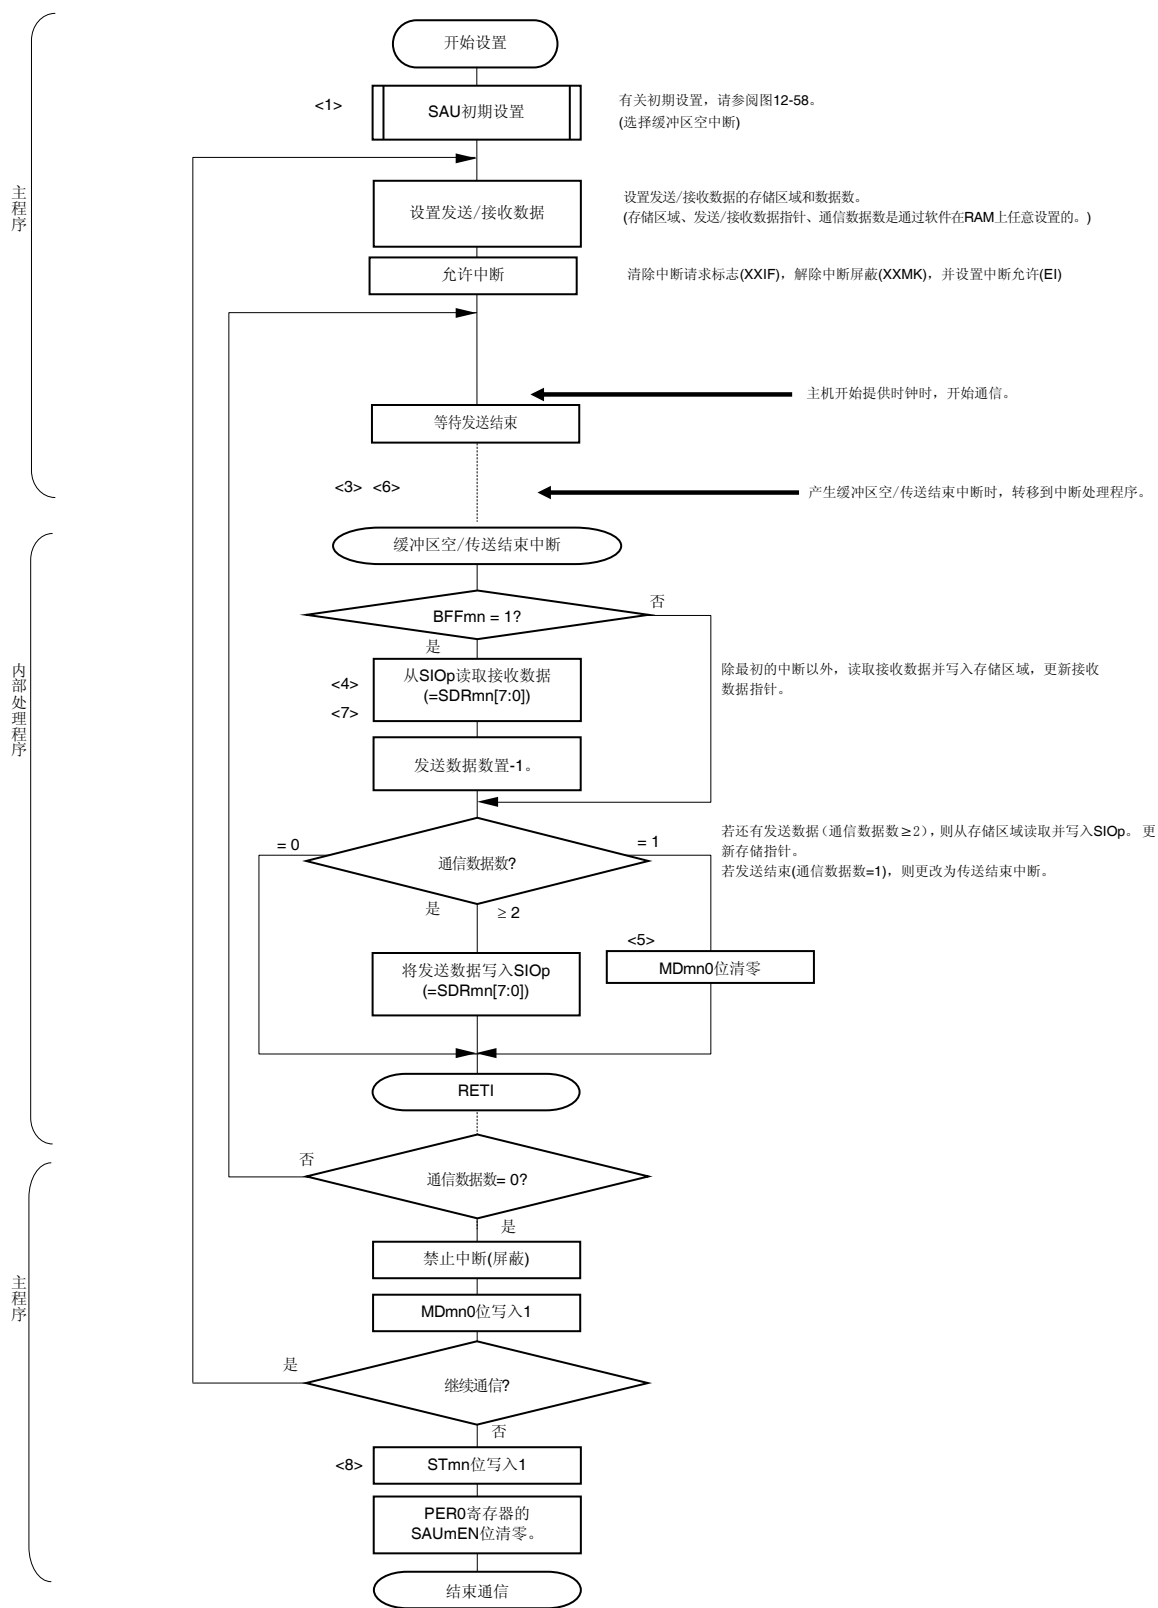 开始设置
<1>
SAU初期设置
有关初期设置，请参阅图12-58。
(选择缓冲区空中断)
主程序
设置发送/接收数据
设置发送/接收数据的存储区域和数据数。
(存储区域、发送/接收数据指针、通信数据数是通过软件在RAM上任意设置的。)
允许中断
清除中断请求标志(XXIF)，解除中断屏蔽(XXMK)，并设置中断允许(EI)
主机开始提供时钟时，开始通信。
等待发送结束
<3> <6>
产生缓冲区空/传送结束中断时，转移到中断处理程序。
缓冲区空/传送结束中断
BFFmn = 1?
否
是
内部处理程序
<4>
<7>
从SIOp读取接收数据
(=SDRmn[7:0])
除最初的中断以外，读取接收数据并写入存储区域，更新接收
数据指针。
发送数据数置-1。
= 0
通信数据数?
= 1
若还有发送数据（通信数据数≥2），则从存储区域读取并写入SIOp。 更
新存储指针。
若发送结束(通信数据数=1)，则更改为传送结束中断。
是
≥ 2
<5>
将发送数据写入SIOp
(=SDRmn[7:0])
MDmn0位清零
RETI
否
通信数据数= 0?
是
主程序
禁止中断(屏蔽)
MDmn0位写入1
是
继续通信?
否
<8>
STmn位写入1
PER0寄存器的
SAUmEN位清零。
结束通信